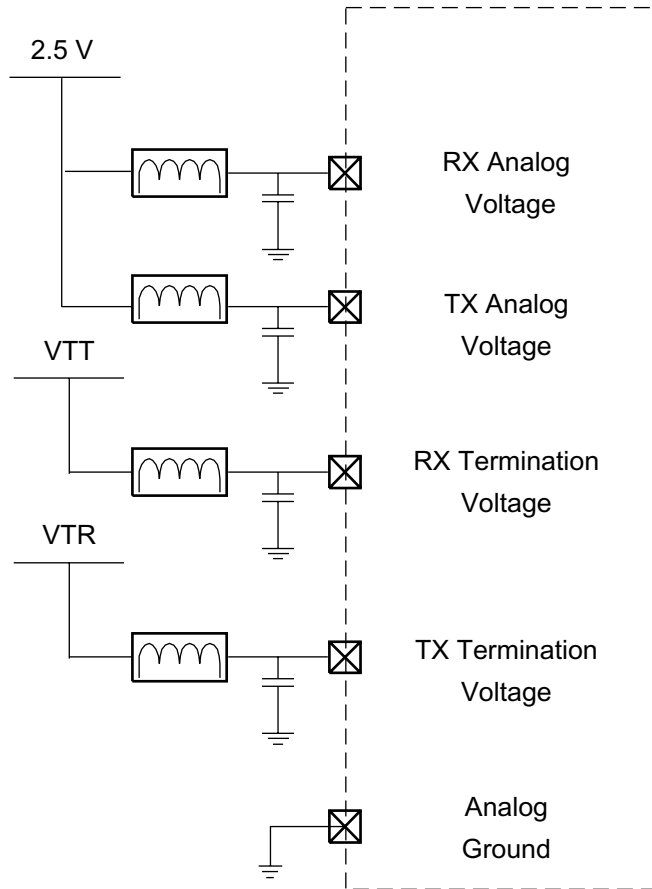 2.5 V
RX Analog
Voltage
TX Analog
Voltage
VTT
RX Termination
Voltage
VTR
TX Termination
Voltage
Analog
Ground